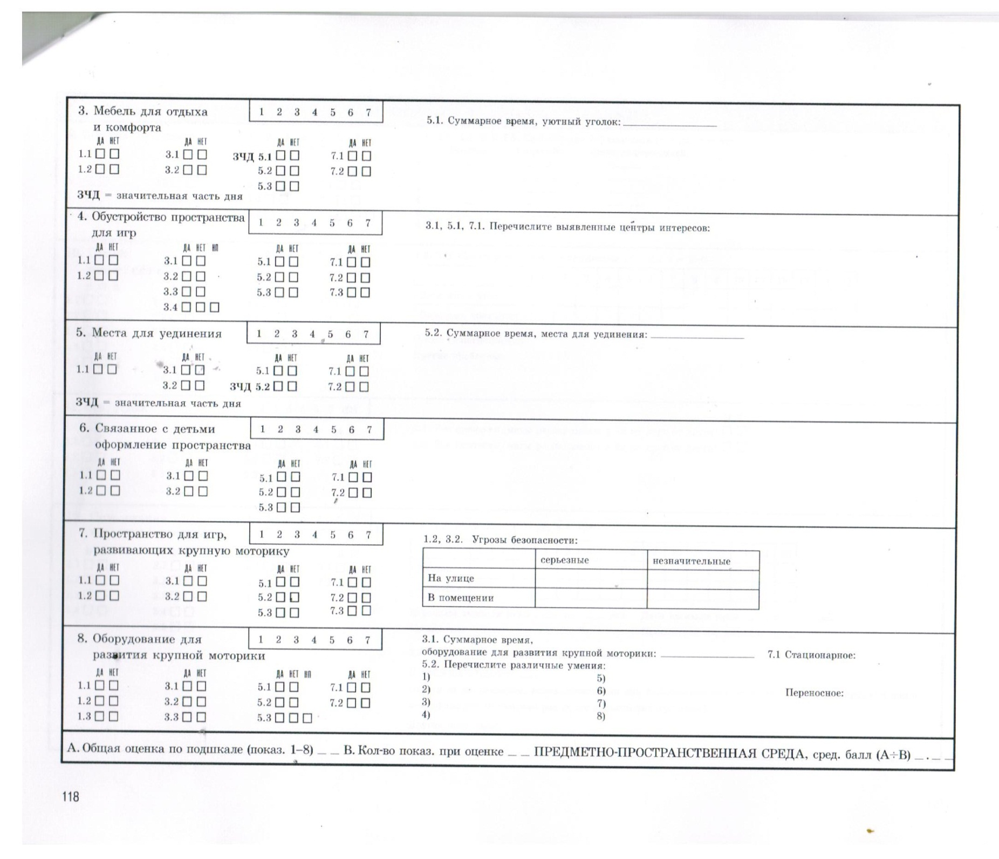 3. Мебель для отдыха
и комфорта
1 2 3 4 5 6 7
5.1. Суммарное время, уютный уголок:
ДА НЕТ ДА НЕТ ДА НЕТ ДА НЕТ
1.1 3.1 ЗЧД 5.1 7.1
1.2 3.2 5.2 7.2
5.3
ЗЧД = значительная часть дня
4. Обустройство пространства
для игр
1 2 3 4 5 6 7
3.1, 5.1, 7.1. Перечислите выявленные центры интересов:
ДА НЕТ ДА НЕТ НП ДА НЕТ ДА НЕТ
1.1 3.1 5.1 7.1
1.2 3.2 5.2 7.2
3.3 5.3 7.3
3.4
5. Места для уединения
1 2 3 4 5 6 7
5.2. Суммарное время, места для уединения:
ДА НЕТ ДА НЕТ ДА НЕТ ДА НЕТ
1.1 3.1 5.1 7.1
3.2 ЗЧД 5.2 7.2
ЗЧД = значительная часть дня
6. Связанное с детьми
оформление пространства
1 2 3 4 5 6 7
ДА НЕТ ДА НЕТ ДА НЕТ ДА НЕТ
1.1 3.1 5.1 7.1
1.2 3.2 5.2 7.2
5.3
7. Пространство для игр,
развивающих крупную моторику
1 2 3 4 5 6 7
ДА НЕТ ДА НЕТ ДА НЕТ ДА НЕТ
1.1 3.1 5.1 7.1
1.2 3.2 5.2 7.2
5.3 7.3
1.2, 3.2. Угрозы безопасности:
серьезные незначительные
На улице
В помещении
8. Оборудование для
развития крупной моторики
1 2 3 4 5 6 7
ДА НЕТ ДА НЕТ ДА НЕТ НП ДА НЕТ
1.1 3.1 5.1 7.1
1.2 3.2 5.2 7.2
1.3 3.3 5.3
3.1. Суммарное время,
оборудование для развития крупной моторики: 7.1 Стационарное:
5.2. Перечислите различные умения:
1) 5)
2) 6) Переносное:
3) 7)
4) 8)
А. Общая оценка по подшкале (показ. 1–8) _ _ В. Кол-во показ. при оценке _ _ ПРЕДМЕТНО-ПРОСТРАНСТВЕННАЯ СРЕДА, сред. балл (А÷В) _ . _ _
118